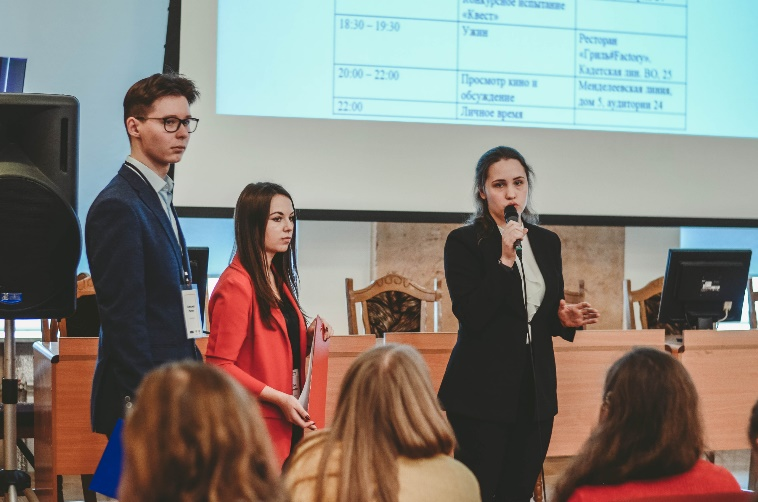 Конкурсное испытание
«Квест»
18:30 – 19:30
Ужин
Ресторан
«Гриль#Factory»,
Кадетская лин. ВО, 25
20:00 – 22:00
Просмотр кино и
обсуждение
Менделеевская линия,
дом 5, аудитории 24
22:00
Личное время